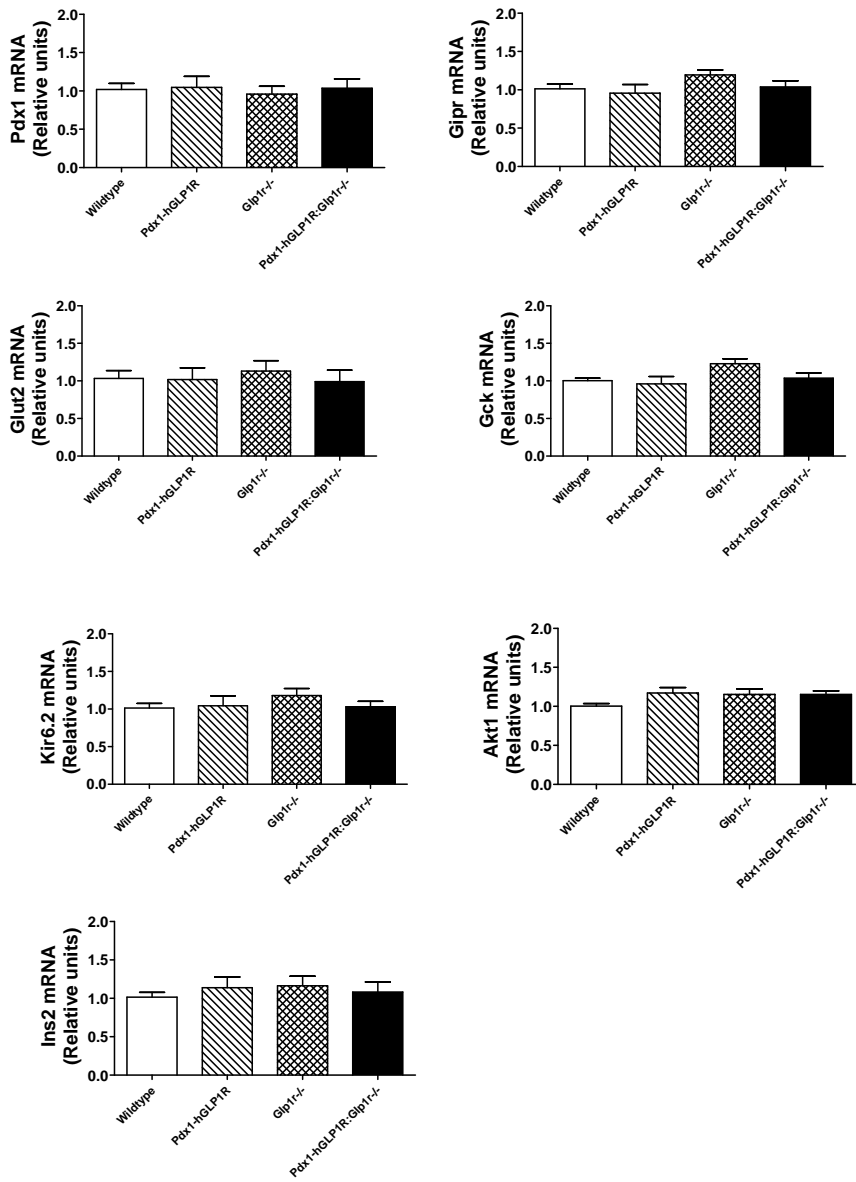 Pdx1 mRNA
(Relative units)
2.0
1.5
1.0
0.5
0.0
Wildtype
Pdx1-hGLP1R
Glp1r-/-
Pdx1-hGLP1R:Glp1r-/-
Gipr mRNA
(Relative units)
2.0
1.5
1.0
0.5
0.0
Wildtype
Pdx1-hGLP1R
Glp1r-/-
Pdx1-hGLP1R:Glp1r-/-
Glut2 mRNA
(Relative units)
2.0
1.5
1.0
0.5
0.0
Wildtype
Pdx1-hGLP1R
Glp1r-/-
Pdx1-hGLP1R:Glp1r-/-
Gck mRNA
(Relative units)
2.0
1.5
1.0
0.5
0.0
Wildtype
Pdx1-hGLP1R
Glp1r-/-
Pdx1-hGLP1R:Glp1r-/-
Kir6.2 mRNA
(Relative units)
2.0
1.5
1.0
0.5
0.0
Wildtype
Pdx1-hGLP1R
Glp1r-/-
Pdx1-hGLP1R:Glp1r-/-
Akt1 mRNA
(Relative units)
2.0
1.5
1.0
0.5
0.0
Wildtype
Pdx1-hGLP1R
Glp1r-/-
Pdx1-hGLP1R:Glp1r-/-
Ins2 mRNA
(Relative units)
2.0
1.5
1.0
0.5
0.0
Wildtype
Pdx1-hGLP1R
Glp1r-/-
Pdx1-hGLP1R:Glp1r-/-